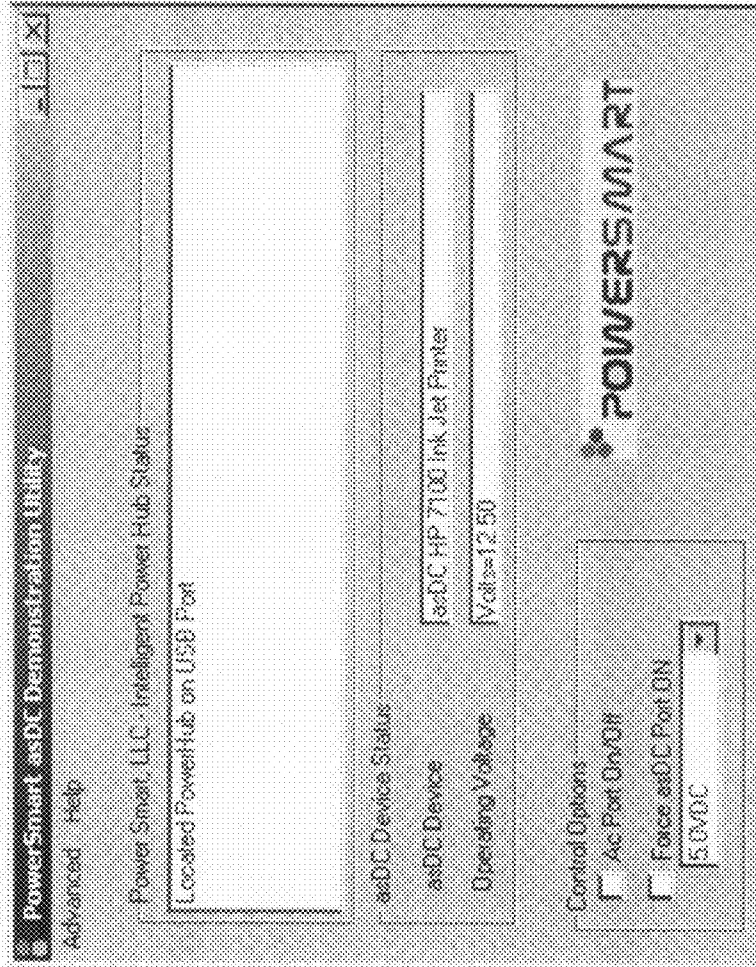 PowerSmart asDC Demonstration Utility
Advanced Help
Power Smart, LLC - Intelligent Power Hub Status
Located PowerHub on USB Port
asDC Device Status
asDC Device
asDC HP 7100 Ink Jet Printer
Operating Voltage
Volts=12.50
Control Options
Ac Port On/Off
Force asDC Port ON
5.0VDC
POWERSMART